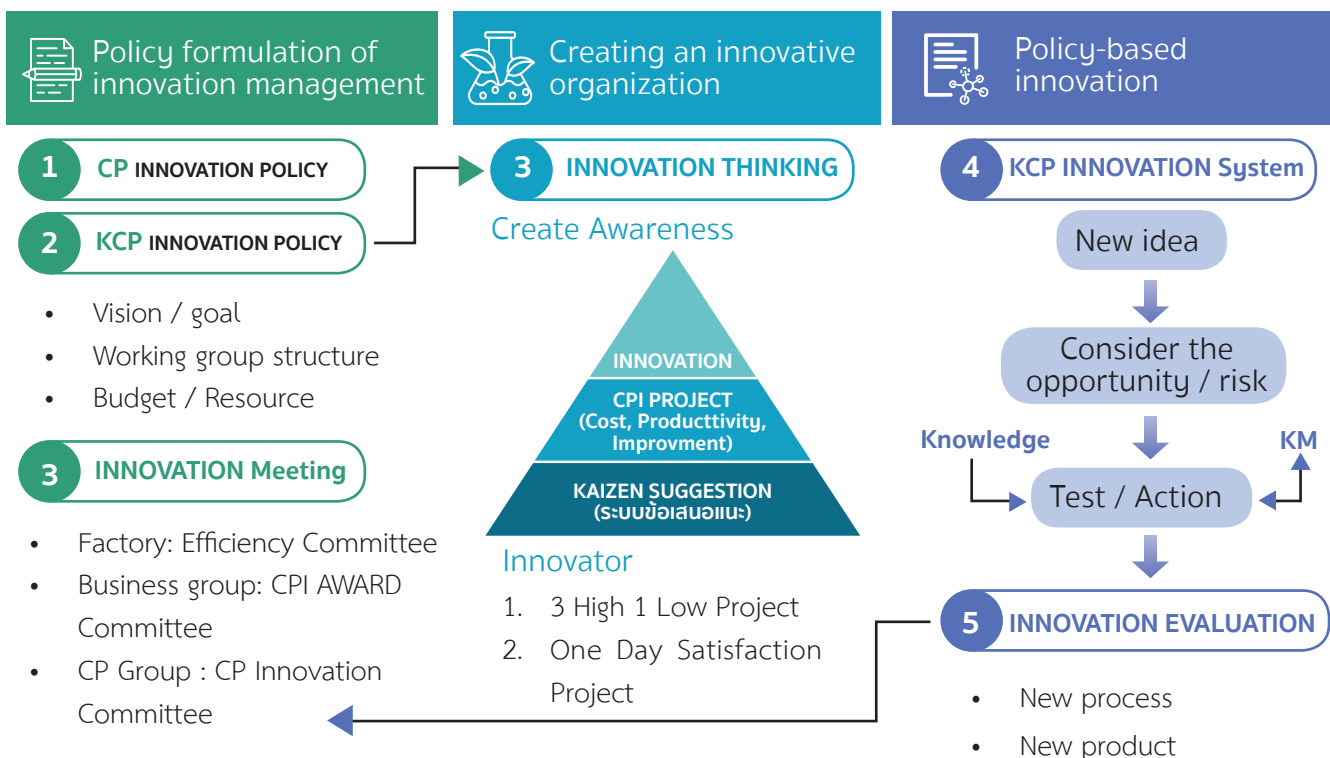 Policy formulation of
innovation management
1 CP INNOVATION POLICY
2 KCP INNOVATION POLICY
• Vision / goal
• Working group structure
• Budget / Resource
3 INNOVATION Meeting
• Factory: Efficiency Committee
• Business group: CPI AWARD
Committee
• CP Group : CP Innovation
Committee
Creating an innovative
organization
3 INNOVATION THINKING
Create Awareness
INNOVATION
CPI PROJECT
(Cost, Producttivity,
Improvment)
KAIZEN SUGGESTION
(ระบบข้อเสนอแนะ)
Innovator
1. 3 High 1 Low Project
2. One Day Satisfaction
Project
Policy-based
innovation
4 KCP INNOVATION System
New idea
Consider the
opportunity / risk
Knowledge
KM
Test / Action
5 INNOVATION EVALUATION
• New process
• New product